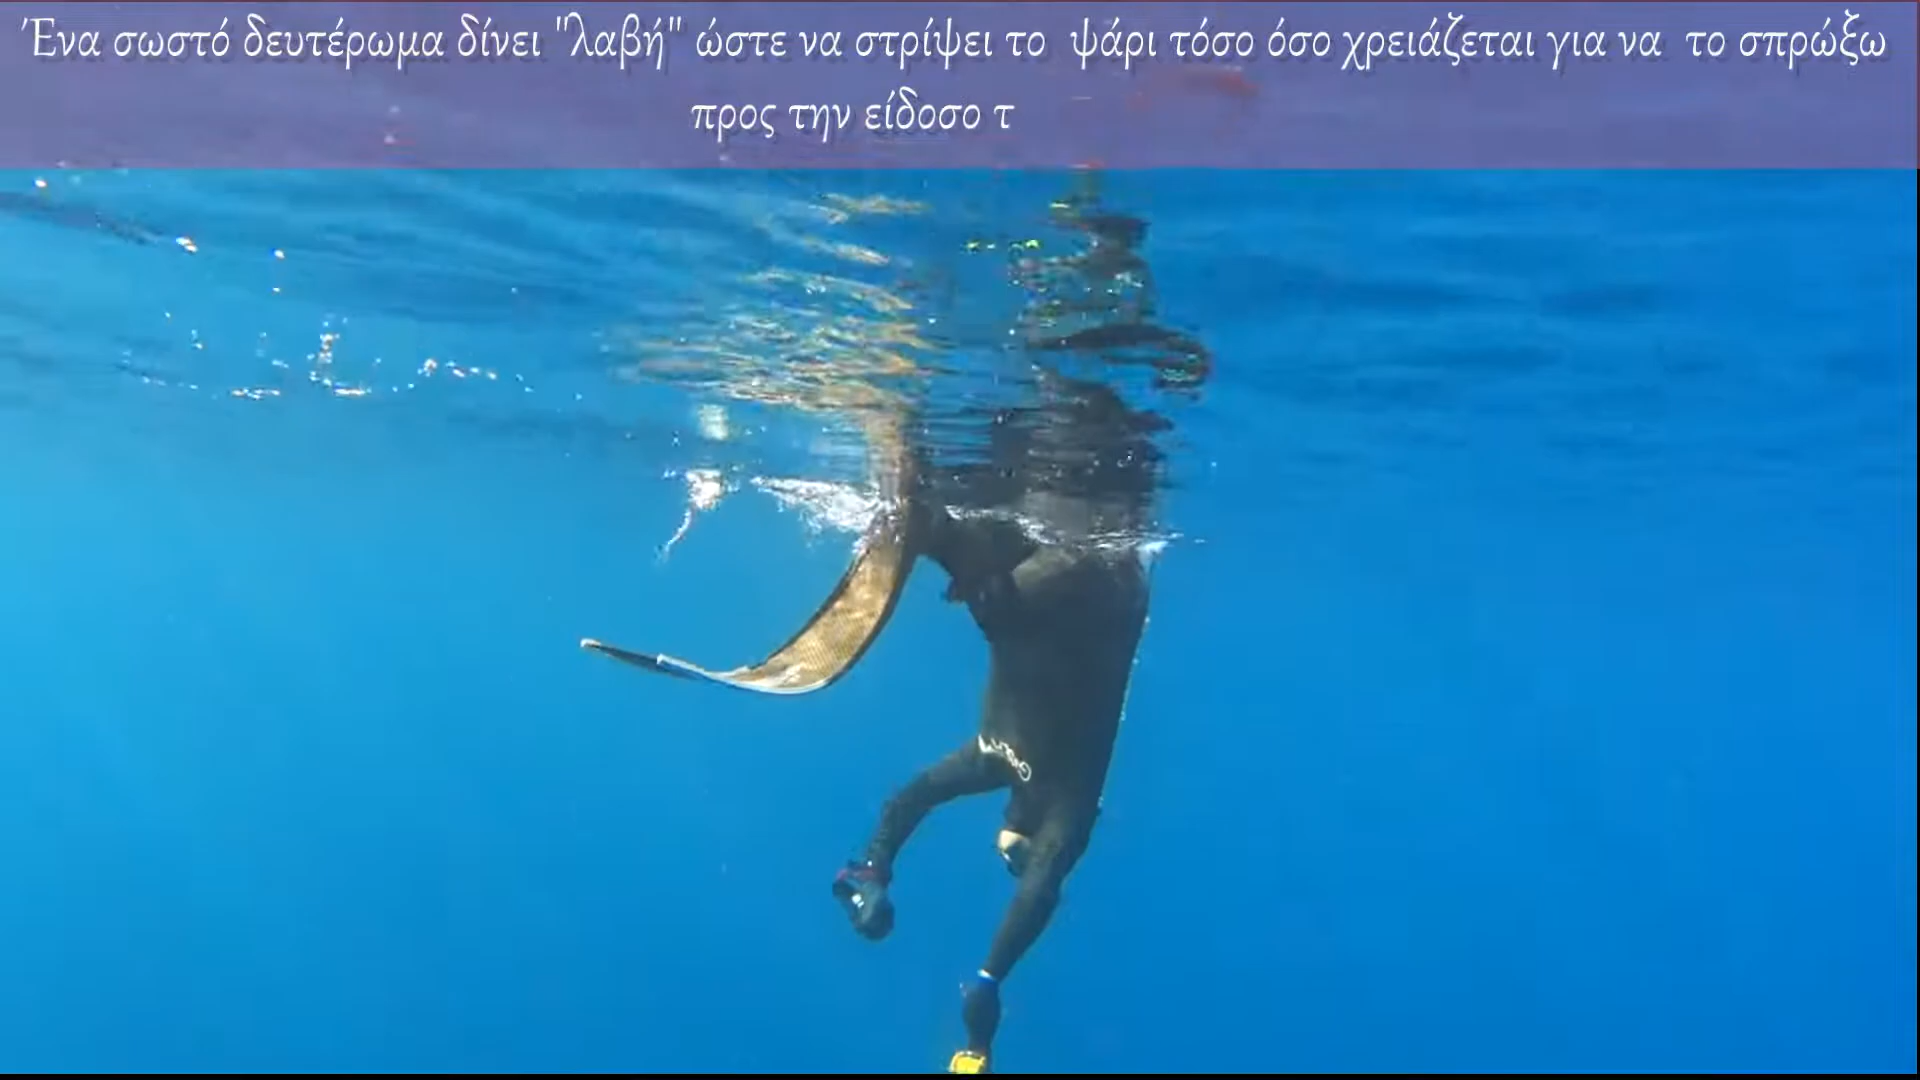 Ένα σωστό δευτέρωμα δίνει "λαβή" ώστε να στρίψει το ψάρι τόσο όσο χρειάζεται για να το σπρώξω
προς την είδοσο τ